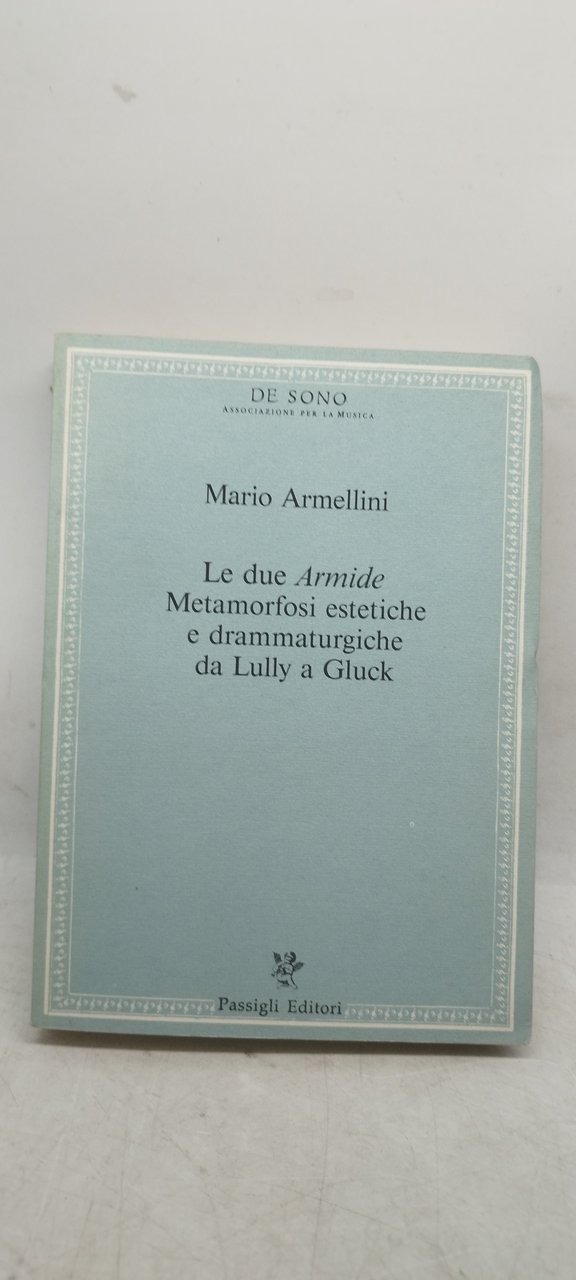 DE SONO
ASSOCIAZIONE PER LA MUSICA
Mario Armellini
Le due Armide
Metamorfosi estetiche
e drammaturgiche
da Lully a Gluck
Passigli Editori